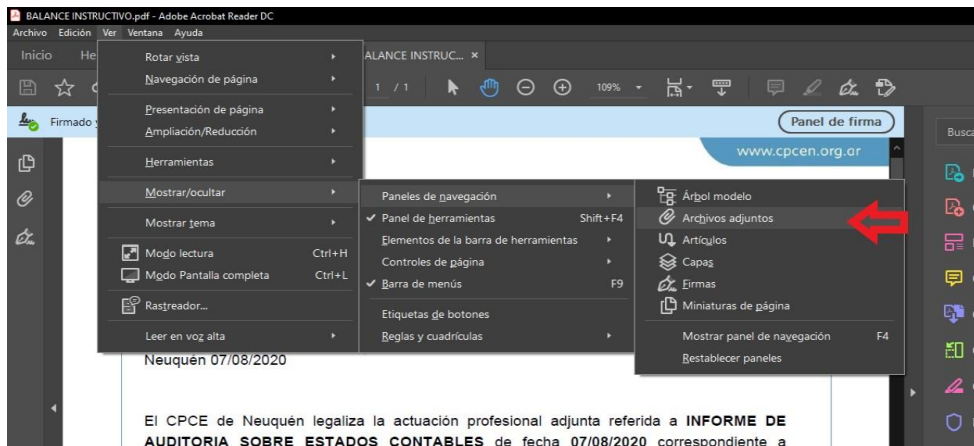 BALANCE INSTRUCTIVO.pdf - Adobe Acrobat Reader DC
Archivo Edición Ver Ventana Ayuda
Inicio He
ALANCE INSTRUC... ×
1 / 1 109%
Firmado
Panel de firma
Busca
www.cpcen.org.ar
Rotar vista
Navegación de página
Presentación de página
Ampliación/Reducción
Herramientas
Mostrar/ocultar
Mostrar tema
Modo lectura Ctrl+H
Modo Pantalla completa Ctrl+L
Rastreador...
Leer en voz alta
Paneles de navegación
Panel de herramientas Shift+F4
Elementos de la barra de herramientas
Controles de página
Barra de menús F9
Etiquetas de botones
Reglas y cuadrículas
Árbol modelo
Archivos adjuntos
Artículos
Capas
Firmas
Miniaturas de página
Mostrar panel de navegación F4
Restablecer paneles
Neuquén 07/08/2020
El CPCE de Neuquén legaliza la actuación profesional adjunta referida a INFORME DE
AUDITORIA SOBRE ESTADOS CONTABLES de fecha 07/08/2020 correspondiente a